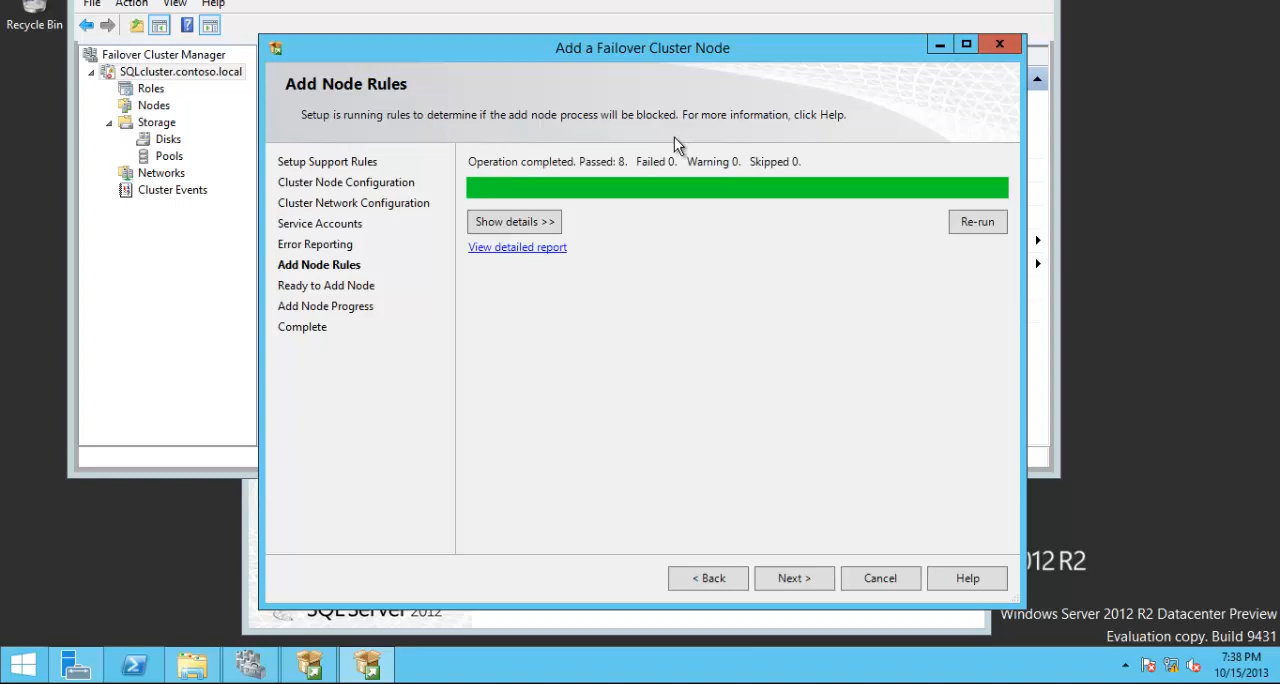 Recycle Bin
File Action View Help
Failover Cluster Manager
SQLcluster.contoso.local
Roles
Nodes
Storage
Disks
Pools
Networks
Cluster Events
Add a Failover Cluster Node
Add Node Rules
Setup is running rules to determine if the add node process will be blocked. For more information, click Help.
Setup Support Rules
Cluster Node Configuration
Cluster Network Configuration
Service Accounts
Error Reporting
Add Node Rules
Ready to Add Node
Add Node Progress
Complete
Operation completed. Passed: 8. Failed 0. Warning 0. Skipped 0.
Show details >>
Re-run
View detailed report
< Back
Next >
Cancel
Help
SQL Server 2012
012 R2
Windows Server 2012 R2 Datacenter Preview
Evaluation copy. Build 9431
7:38 PM
10/15/2013